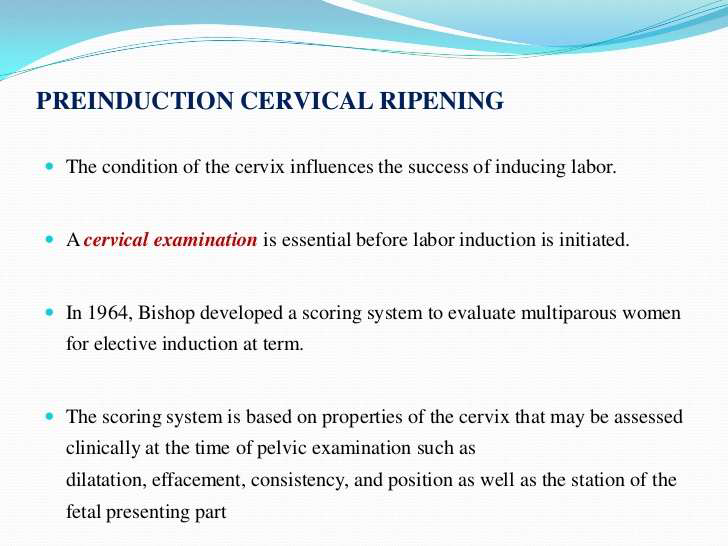 PREINDUCTION CERVICAL RIPENING
The condition of the cervix influences the success of inducing labor.
A cervical examination is essential before labor induction is initiated.
In 1964, Bishop developed a scoring system to evaluate multiparous women
for elective induction at term.
The scoring system is based on properties of the cervix that may be assessed
clinically at the time of pelvic examination such as
dilatation, effacement, consistency, and position as well as the station of the
fetal presenting part